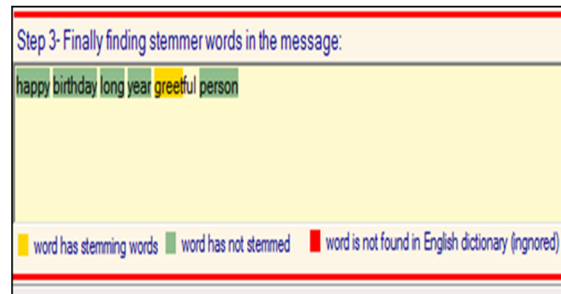 Step 3- Finally finding stemmer words in the message:
happy birthday long year greetful person
word has stemming words word has not stemmed word is not found in English dictionary (ingnored)